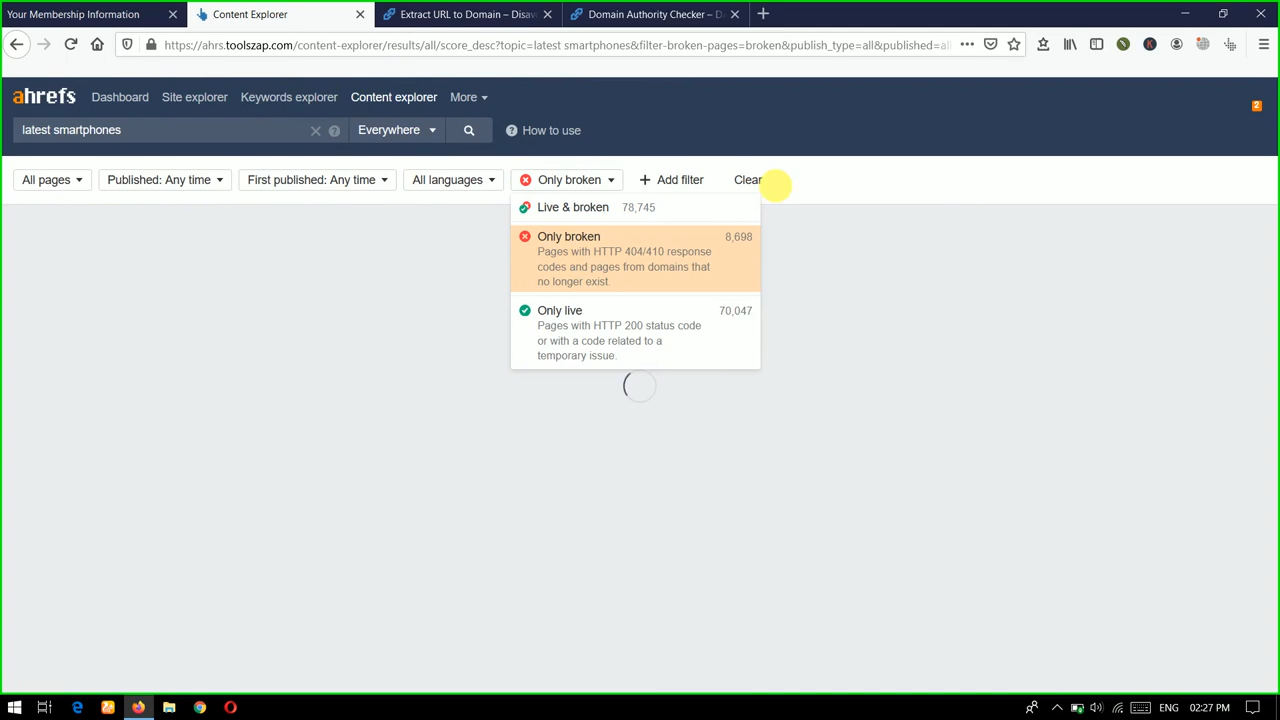 Your Membership Information
Content Explorer
Extract URL to Domain – Disav
Domain Authority Checker – D
https://ahrs.toolszap.com/content-explorer/results/all/score_desc?topic=latest smartphones&filter-broken-pages=broken&publish_type=all&published=al
ahrefs
Dashboard
Site explorer
Keywords explorer
Content explorer
More
2
latest smartphones
Everywhere
How to use
All pages
Published: Any time
First published: Any time
All languages
Only broken
Add filter
Clear
Live & broken 78,745
Only broken 8,698
Pages with HTTP 404/410 response
codes and pages from domains that
no longer exist.
Only live 70,047
Pages with HTTP 200 status code
or with a code related to a
temporary issue.
ENG
02:27 PM